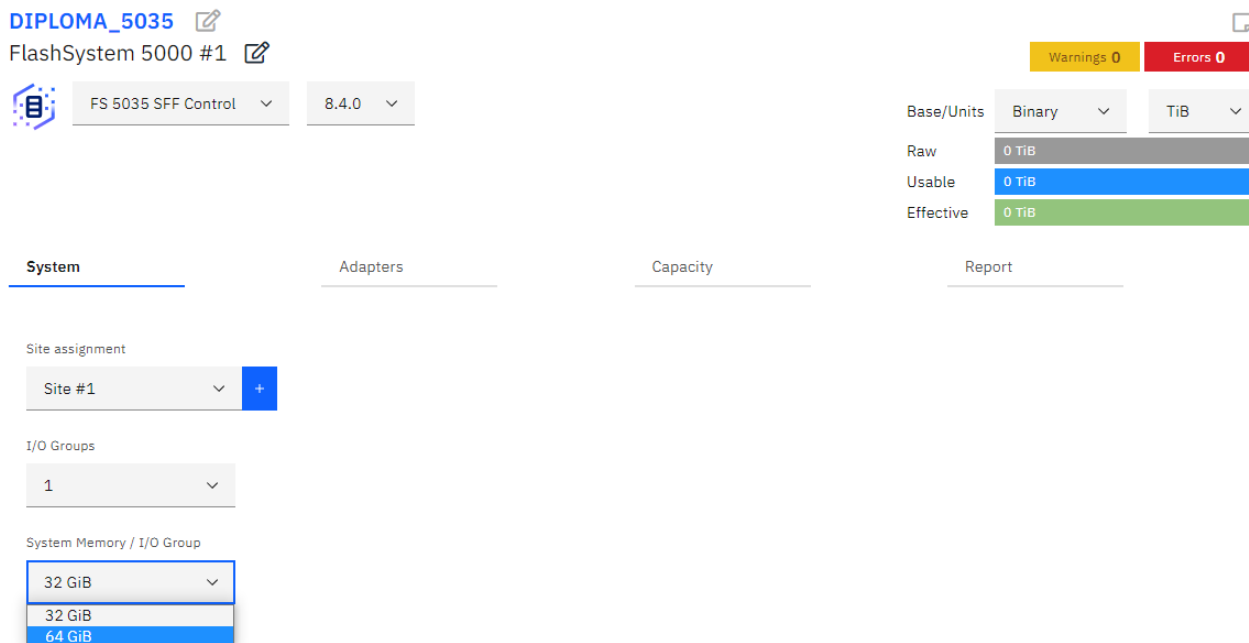 DIPLOMA_5035
FlashSystem 5000 #1
Warnings 0 Errors 0
FS 5035 SFF Control 8.4.0
Base/Units Binary TiB
Raw 0 TiB
Usable 0 TiB
Effective 0 TiB
System Adapters Capacity Report
Site assignment
Site #1 +
I/O Groups
1
System Memory / I/O Group
32 GiB
32 GiB
64 GiB